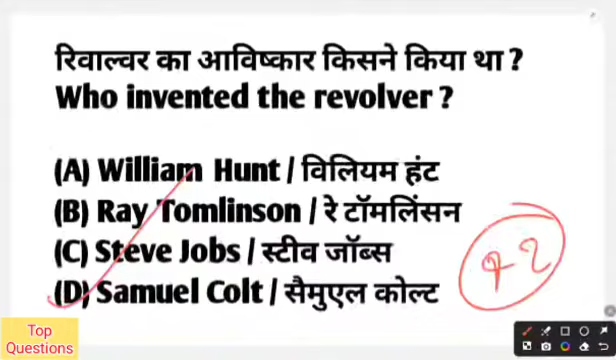 रिवाल्वर का आविष्कार किसने किया था ?
Who invented the revolver ?
(A) William Hunt / विलियम हंट
(B) Ray Tomlinson / रे टॉमलिंसन
(C) Steve Jobs / स्टीव जॉब्स
(D) Samuel Colt / सैमुएल कोल्ट
42
Top
Questions